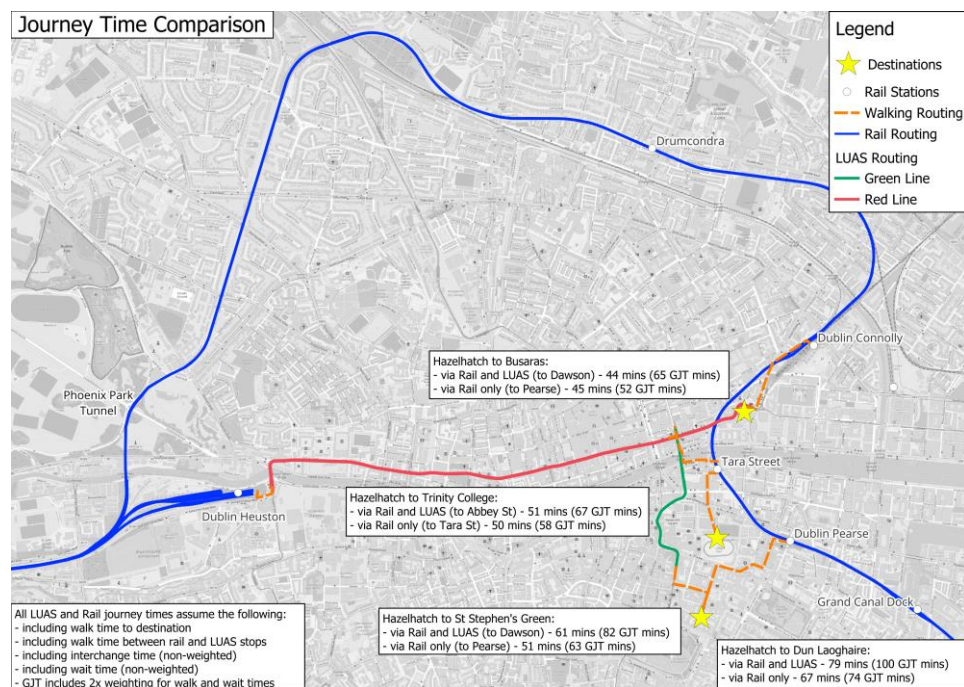 Journey Time Comparison
Legend
Destinations
Rail Stations
Walking Routing
Rail Routing
LUAS Routing
Green Line
Red Line
Drumcondra
Dublin Connolly
Hazelhatch to Busaras:
- via Rail and LUAS (to Dawson) - 44 mins (65 GJT mins)
- via Rail only (to Pearse) - 45 mins (52 GJT mins)
Phoenix Park
Tunnel
Tara Street
Dublin Heuston
Hazelhatch to Trinity College:
- via Rail and LUAS (to Abbey St) - 51 mins (67 GJT mins)
- via Rail only (to Tara St) - 50 mins (58 GJT mins)
Dublin Pearse
Grand Canal Dock
All LUAS and Rail journey times assume the following:
- including walk time to destination
- including walk time between rail and LUAS stops
- including interchange time (non-weighted)
- including wait time (non-weighted)
- GJT includes 2x weighting for walk and wait times
Hazelhatch to St Stephen's Green:
- via Rail and LUAS (to Dawson) - 61 mins (82 GJT mins)
- via Rail only (to Pearse) - 51 mins (63 GJT mins)
Hazelhatch to Dun Laoghaire:
- via Rail and LUAS - 79 mins (100 GJT mins)
- via Rail only - 67 mins (74 GJT mins)